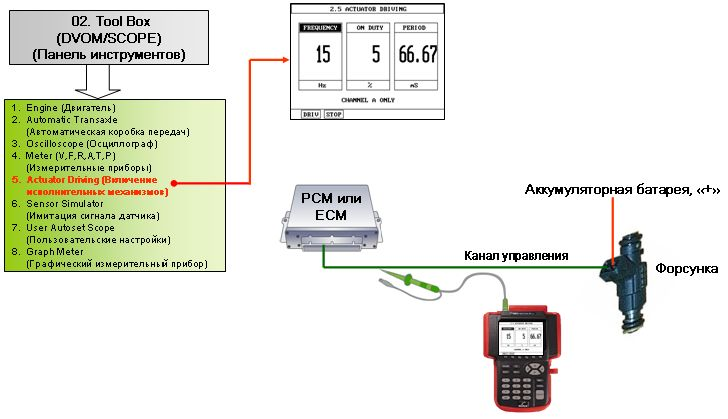 02. Tool Box
(DVOM/SCOPE)
(Панель инструментов)
1. Engine (Двигатель)
2. Automatic Transaxle
(Автоматическая коробка передач)
3. Oscilloscope (Осциллограф)
4. Meter (V,F,R,A,T,P)
(Измерительные приборы)
5. Actuator Driving (Включение
исполнительных механизмов)
6. Sensor Simulator
(Имитация сигнала датчика)
7. User Autoset Scope
(Пользовательские настройки)
8. Graph Meter
(Графический измерительный прибор)
2.5 ACTUATOR DRIVING
FREQUENCY ON DUTY PERIOD
15 5 66.67
Hz % mS
CHANNEL A ONLY
DRIV STOP
PCM или
ECM
Аккумуляторная батарея, «+»
Канал управления
Форсунка
15 5 66.67